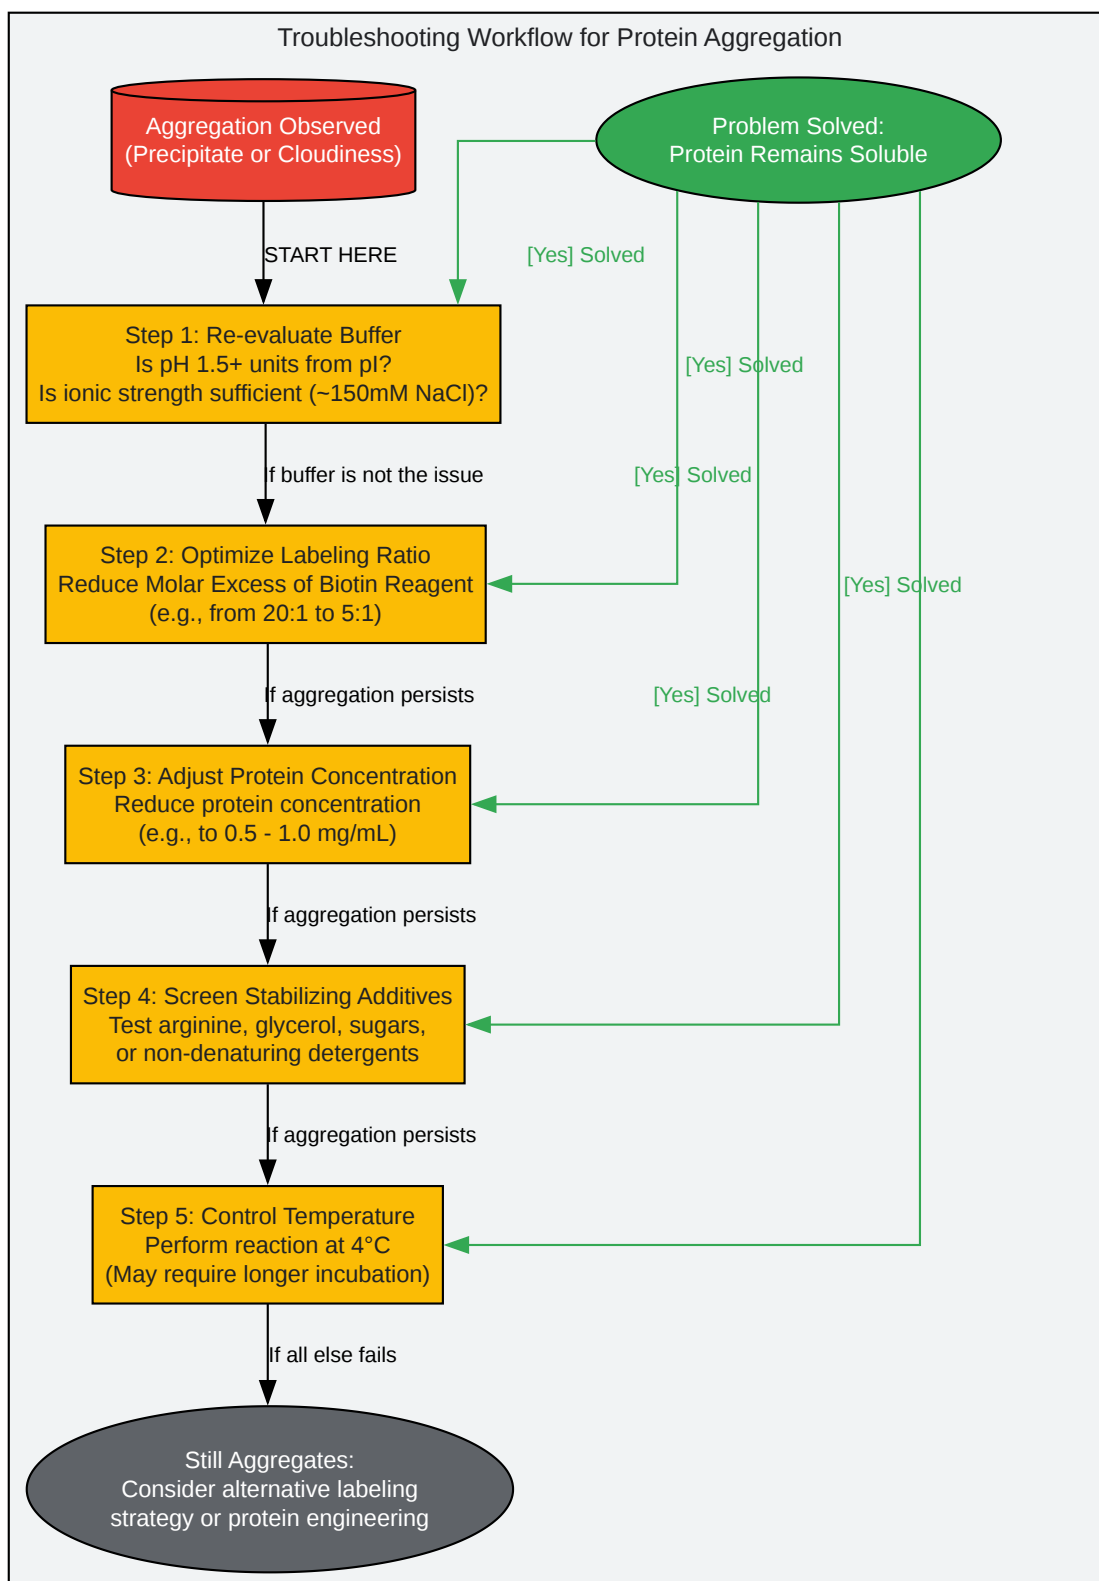 Troubleshooting Workflow for Protein Aggregation
Aggregation Observed
(Precipitate or Cloudiness)
Problem Solved:
Protein Remains Soluble
START HERE
[Yes] Solved
Step 1: Re-evaluate Buffer
Is pH 1.5+ units from pI?
Is ionic strength sufficient (~150mM NaCl)?
[Yes] Solved
If buffer is not the issue
[Yes] Solved
Step 2: Optimize Labeling Ratio
Reduce Molar Excess of Biotin Reagent
(e.g., from 20:1 to 5:1)
[Yes] Solved
If aggregation persists
[Yes] Solved
Step 3: Adjust Protein Concentration
Reduce protein concentration
(e.g., to 0.5 - 1.0 mg/mL)
If aggregation persists
Step 4: Screen Stabilizing Additives
Test arginine, glycerol, sugars,
or non-denaturing detergents
If aggregation persists
Step 5: Control Temperature
Perform reaction at 4°C
(May require longer incubation)
If all else fails
Still Aggregates:
Consider alternative labeling
strategy or protein engineering